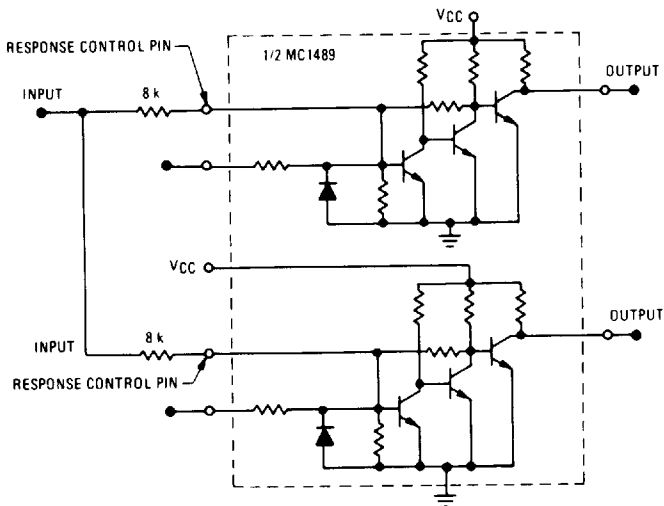 VCC
RESPONSE CONTROL PIN
1/2 MC1489
INPUT
8 k
OUTPUT
VCC
8 k
INPUT
OUTPUT
RESPONSE CONTROL PIN